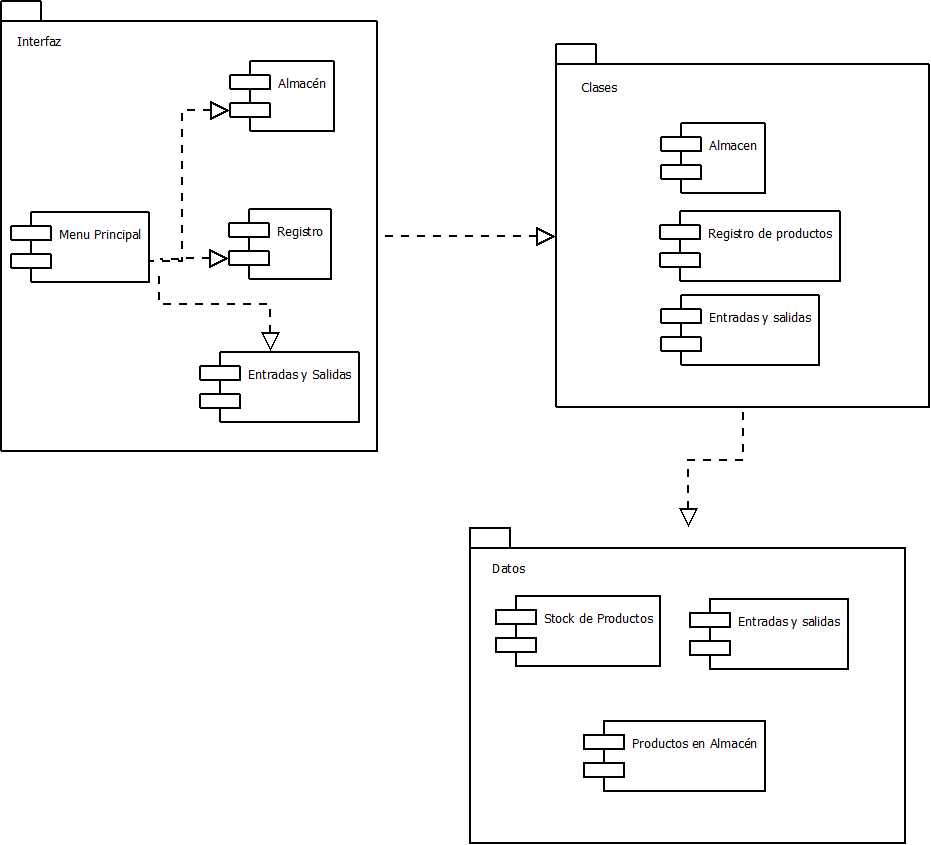 Interfaz
Almacén
Menu Principal
Registro
Entradas y Salidas
Clases
Almacen
Registro de productos
Entradas y salidas
Datos
Stock de Productos
Entradas y salidas
Productos en Almacén